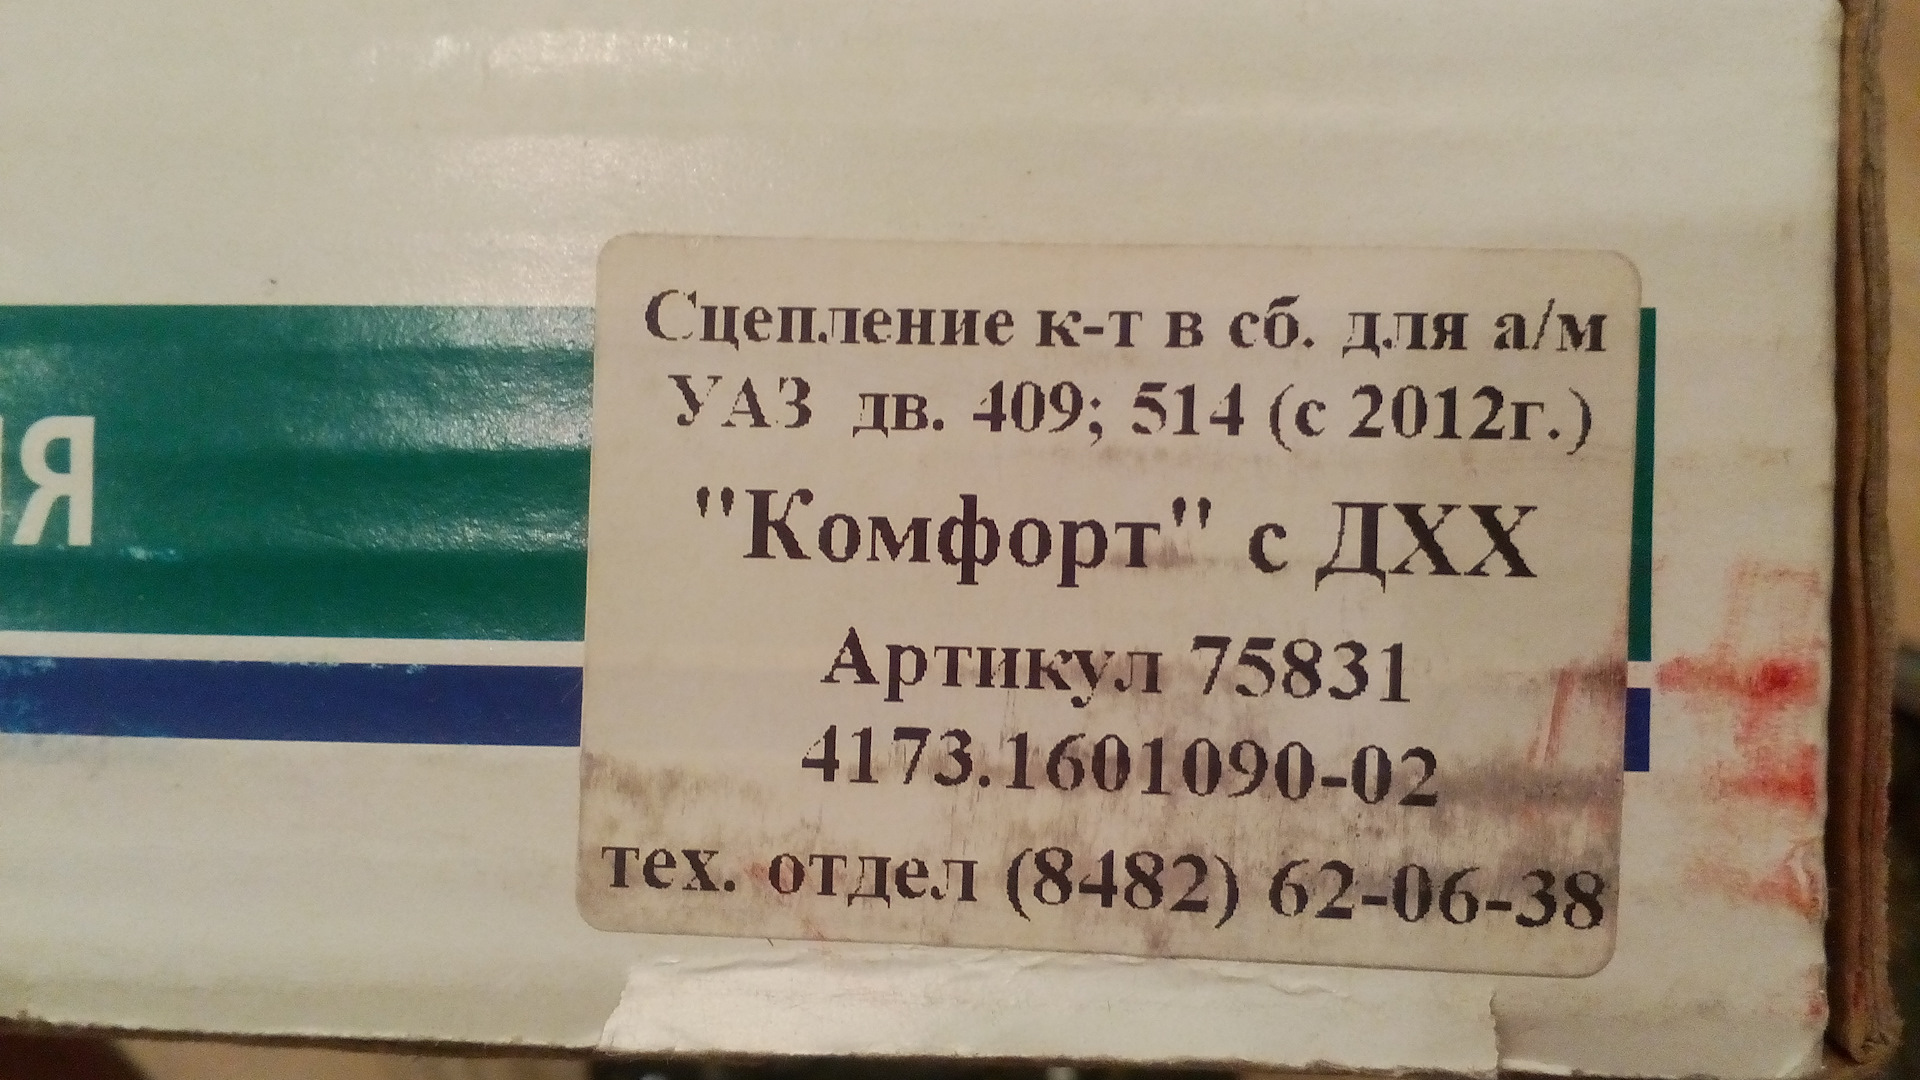 Сцепление к-т в сб. для а/м
УАЗ дв. 409; 514 (с 2012г.)
"Комфорт" с ДХХ
Артикул 75831
4173.1601090-02
тех. отдел (8482) 62-06-38